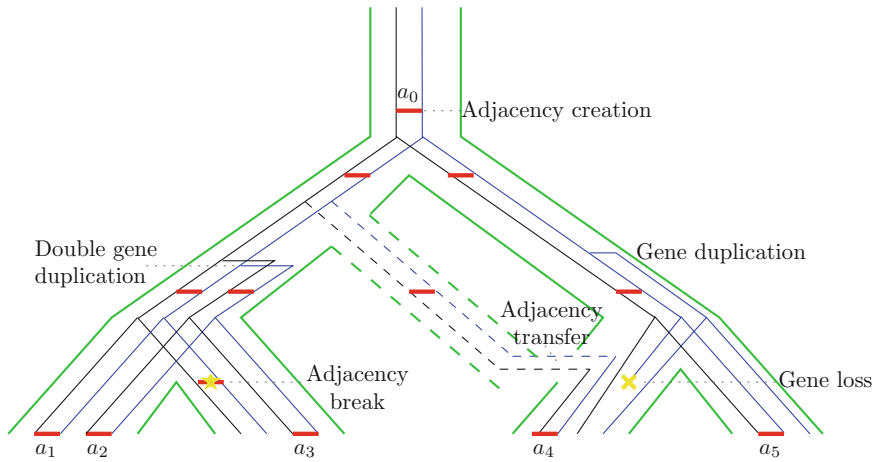 a0
Adjacency creation
Double gene
duplication
Gene duplication
Adjacency
transfer
Adjacency
break
Gene loss
a1
a2
a3
a4
a5